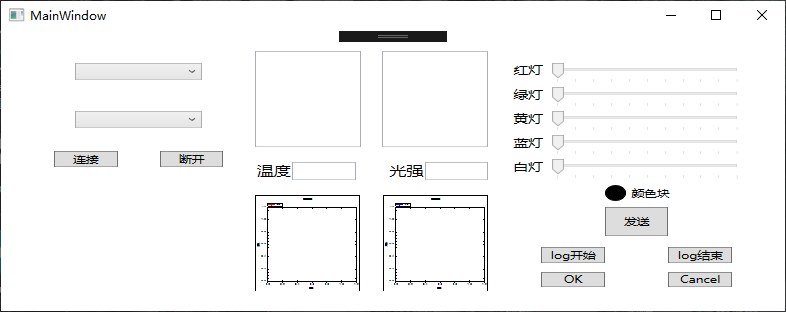 MainWindow
连接
断开
温度
光强
红灯
绿灯
黄灯
蓝灯
白灯
颜色块
发送
log开始
log结束
OK
Cancel